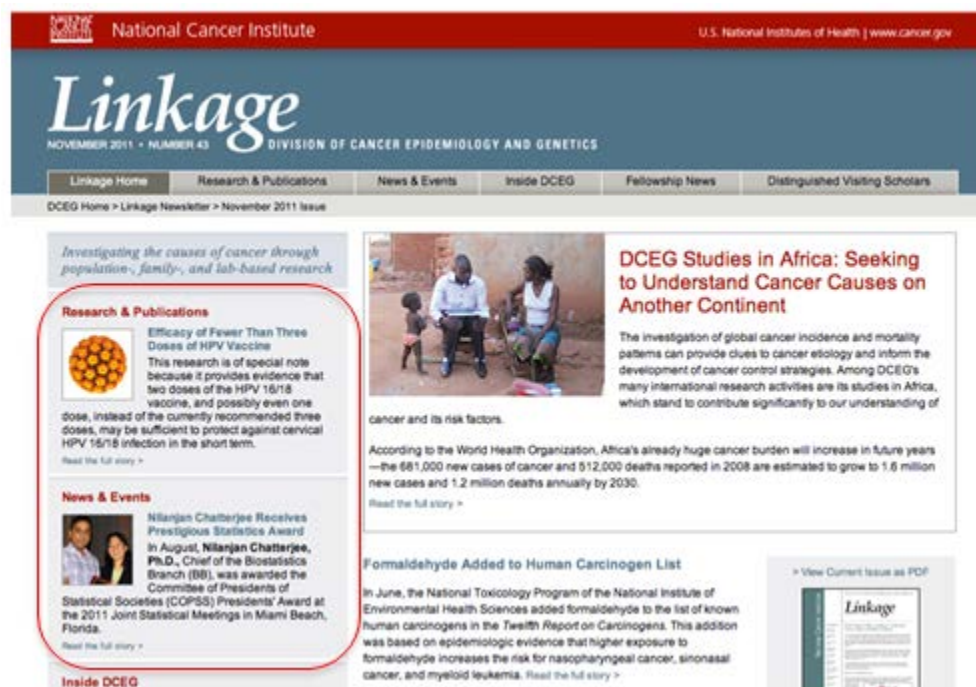 NATIONAL
CANCER
INSTITUTE
National Cancer Institute
U.S. National Institutes of Health | www.cancer.gov
Linkage
NOVEMBER 2011 • NUMBER 43
DIVISION OF CANCER EPIDEMIOLOGY AND GENETICS
Linkage Home
Research & Publications
News & Events
Inside DCEG
Fellowship News
Distinguished Visiting Scholars
DCEG Home > Linkage Newsletter > November 2011 Issue
Investigating the causes of cancer through
population-, family-, and lab-based research
Research & Publications
Efficacy of Fewer Than Three
Doses of HPV Vaccine
This research is of special note
because it provides evidence that
two doses of the HPV 16/18
vaccine, and possibly even one
dose, instead of the currently recommended three
doses, may be sufficient to protect against cervical
HPV 16/18 infection in the short term.
Read the full story >
News & Events
Nilanjan Chatterjee Receives
Prestigious Statistics Award
In August, Nilanjan Chatterjee,
Ph.D., Chief of the Biostatistics
Branch (BB), was awarded the
Committee of Presidents of
Statistical Societies (COPSS) Presidents' Award at
the 2011 Joint Statistical Meetings in Miami Beach,
Florida.
Read the full story >
Inside DCEG
DCEG Studies in Africa: Seeking
to Understand Cancer Causes on
Another Continent
The investigation of global cancer incidence and mortality
patterns can provide clues to cancer etiology and inform the
development of cancer control strategies. Among DCEG's
many international research activities are its studies in Africa,
which stand to contribute significantly to our understanding of
cancer and its risk factors.
According to the World Health Organization, Africa's already huge cancer burden will increase in future years
—the 681,000 new cases of cancer and 512,000 deaths reported in 2008 are estimated to grow to 1.6 million
new cases and 1.2 million deaths annually by 2030.
Read the full story >
Formaldehyde Added to Human Carcinogen List
In June, the National Toxicology Program of the National Institute of
Environmental Health Sciences added formaldehyde to the list of known
human carcinogens in the Twelfth Report on Carcinogens. This addition
was based on epidemiologic evidence that higher exposure to
formaldehyde increases the risk for nasopharyngeal cancer, sinonasal
cancer, and myeloid leukemia. Read the full story >
> View Current Issue as PDF
Linkage